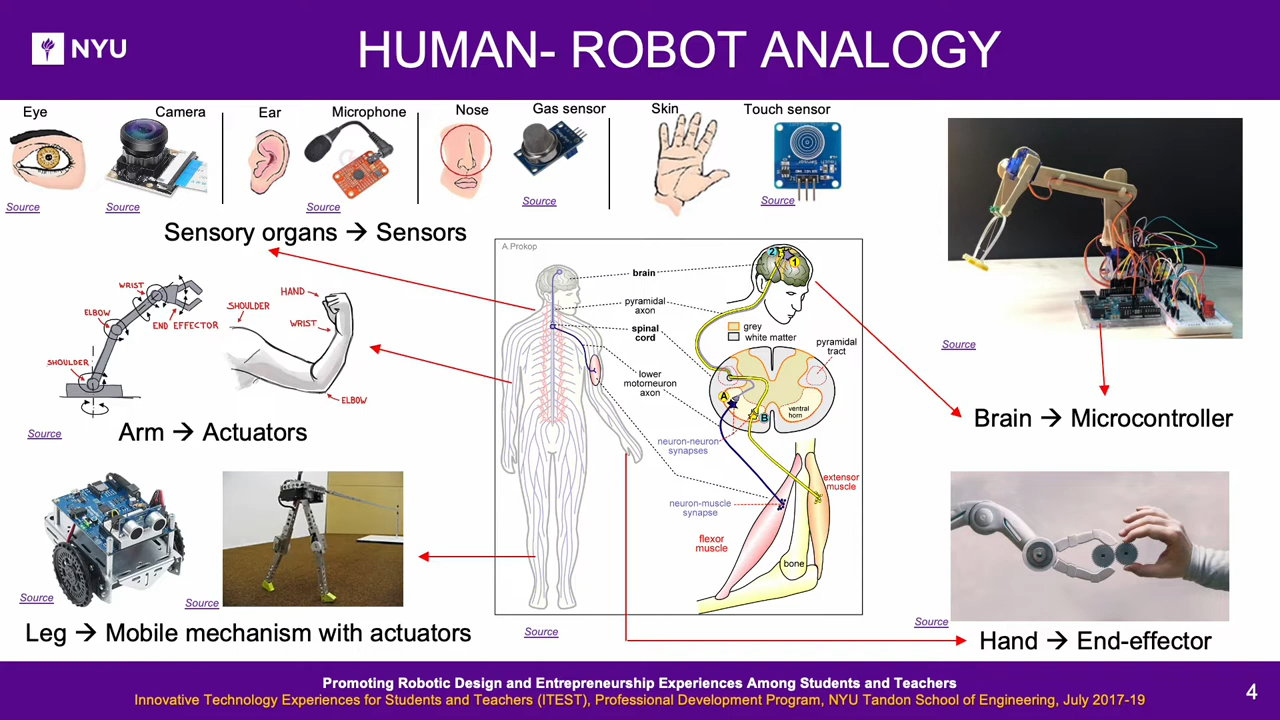 NYU
HUMAN- ROBOT ANALOGY
Eye
Camera
Ear
Microphone
Nose
Gas sensor
Skin
Touch sensor
Source
Source
Source
Source
Source
Sensory organs → Sensors
WRIST
ELBOW
END EFFECTOR
SHOULDER
HAND
SHOULDER
WRIST
ELBOW
Source
Arm → Actuators
Source
Source
Leg → Mobile mechanism with actuators
A.Prokop
brain
pyramidal
axon
spinal
cord
lower
motorneuron
axon
neuron-neuron
synapses
neuron-muscle
synapse
flexor
muscle
2
1
grey
white matter
pyramidal
tract
A
B
ventral
horn
extensor
muscle
bone
Source
Source
Brain → Microcontroller
Source
Hand → End-effector
Promoting Robotic Design and Entrepreneurship Experiences Among Students and Teachers
Innovative Technology Experiences for Students and Teachers (ITEST), Professional Development Program, NYU Tandon School of Engineering, July 2017-19
4